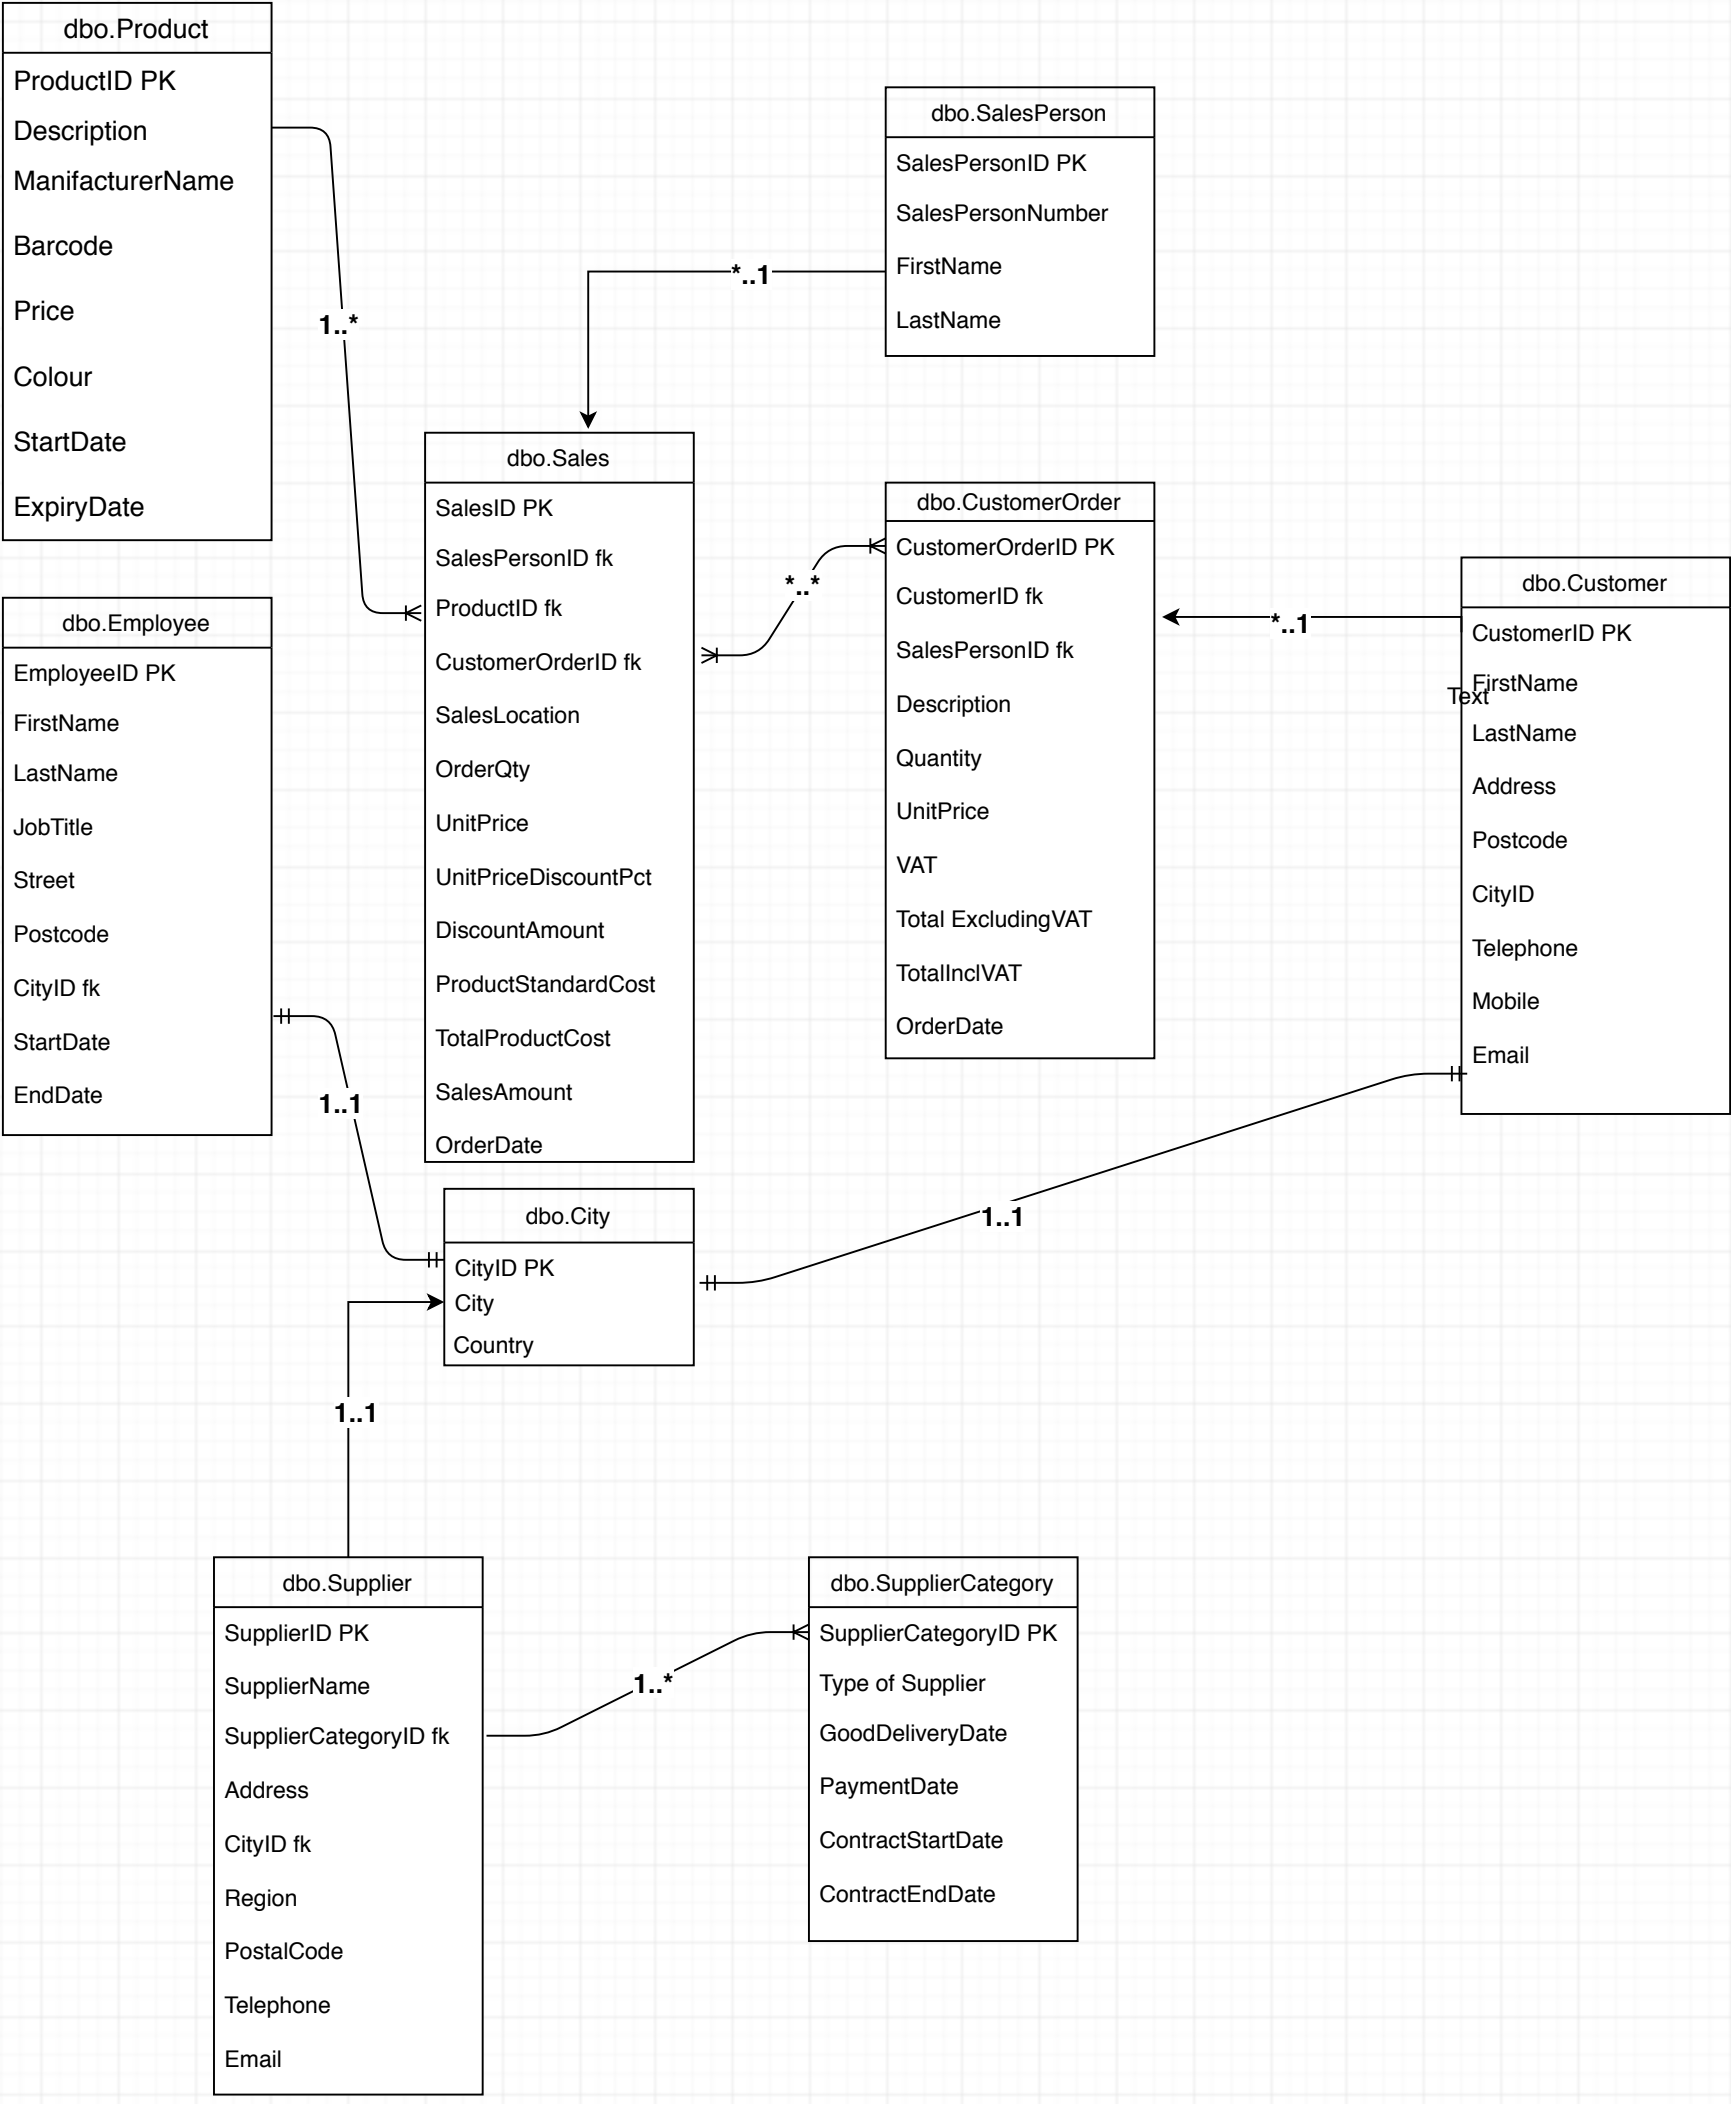 dbo.Product
ProductID PK
Description
ManifacturerName
Barcode
Price
Colour
StartDate
ExpiryDate
1..*
dbo.SalesPerson
SalesPersonID PK
SalesPersonNumber
FirstName
LastName
*..1
dbo.Sales
SalesID PK
SalesPersonID fk
ProductID fk
CustomerOrderID fk
SalesLocation
OrderQty
UnitPrice
UnitPriceDiscountPct
DiscountAmount
ProductStandardCost
TotalProductCost
SalesAmount
OrderDate
*..*
dbo.CustomerOrder
CustomerOrderID PK
CustomerID fk
SalesPersonID fk
Description
Quantity
UnitPrice
VAT
Total ExcludingVAT
TotalInclVAT
OrderDate
*..1
dbo.Customer
CustomerID PK
FirstName
Text
LastName
Address
Postcode
CityID
Telephone
Mobile
Email
dbo.Employee
EmployeeID PK
FirstName
LastName
JobTitle
Street
Postcode
CityID fk
StartDate
EndDate
1..1
dbo.City
CityID PK
City
Country
1..1
1..1
dbo.Supplier
SupplierID PK
SupplierName
SupplierCategoryID fk
Address
CityID fk
Region
PostalCode
Telephone
Email
1..*
dbo.SupplierCategory
SupplierCategoryID PK
Type of Supplier
GoodDeliveryDate
PaymentDate
ContractStartDate
ContractEndDate